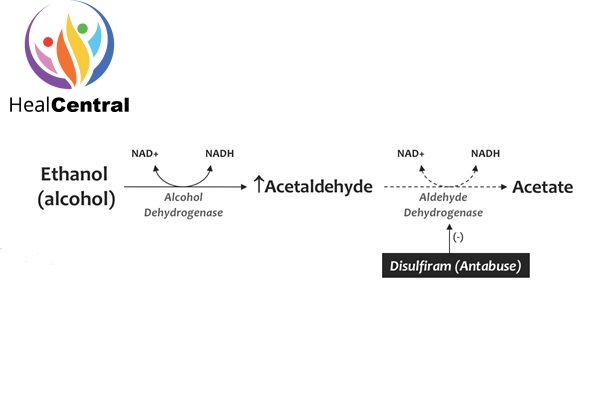 HealCentral
NAD+ NADH NAD+ NADH
Ethanol (alcohol) ↑Acetaldehyde Acetate
Alcohol Dehydrogenase
Aldehyde Dehydrogenase
(-)
Disulfiram (Antabuse)